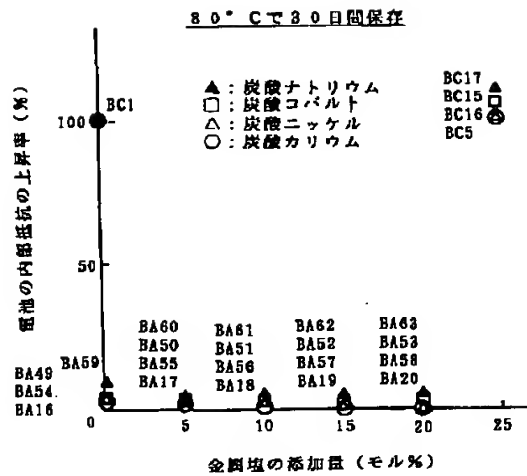 80°Cで30日間保存
電池の内部抵抗の上昇率（%）
BC1
▲：炭酸ナトリウム
□：炭酸コバルト
△：炭酸ニッケル
○：炭酸カリウム
BC17
BC15
BC16
BC5
100
50
0
BA59
BA49
BA54
BA16
BA60
BA50
BA55
BA17
BA61
BA51
BA56
BA18
BA62
BA52
BA57
BA19
BA63
BA53
BA58
BA20
5
10
15
20
25
金属塩の添加量（モル%）